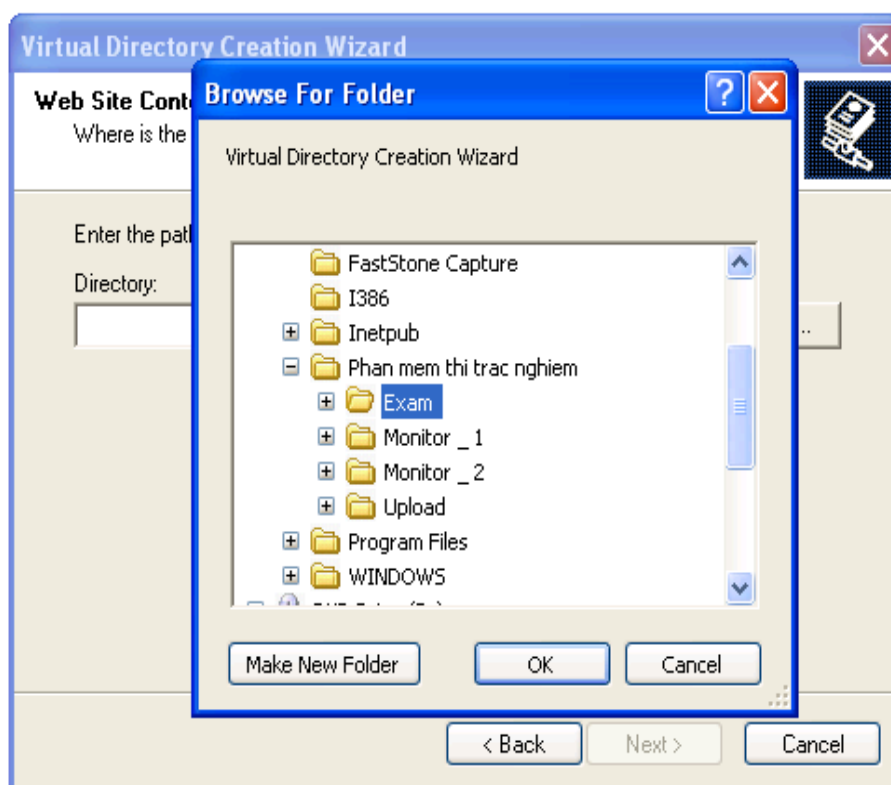 Virtual Directory Creation Wizard
Web Site Cont
Where is the
Browse For Folder
Virtual Directory Creation Wizard
Enter the pat
Directory:
FastStone Capture
I386
Inetpub
Phan mem thi trac nghiem
Exam
Monitor _ 1
Monitor _ 2
Upload
Program Files
WINDOWS
..
Make New Folder
OK
Cancel
< Back
Next >
Cancel